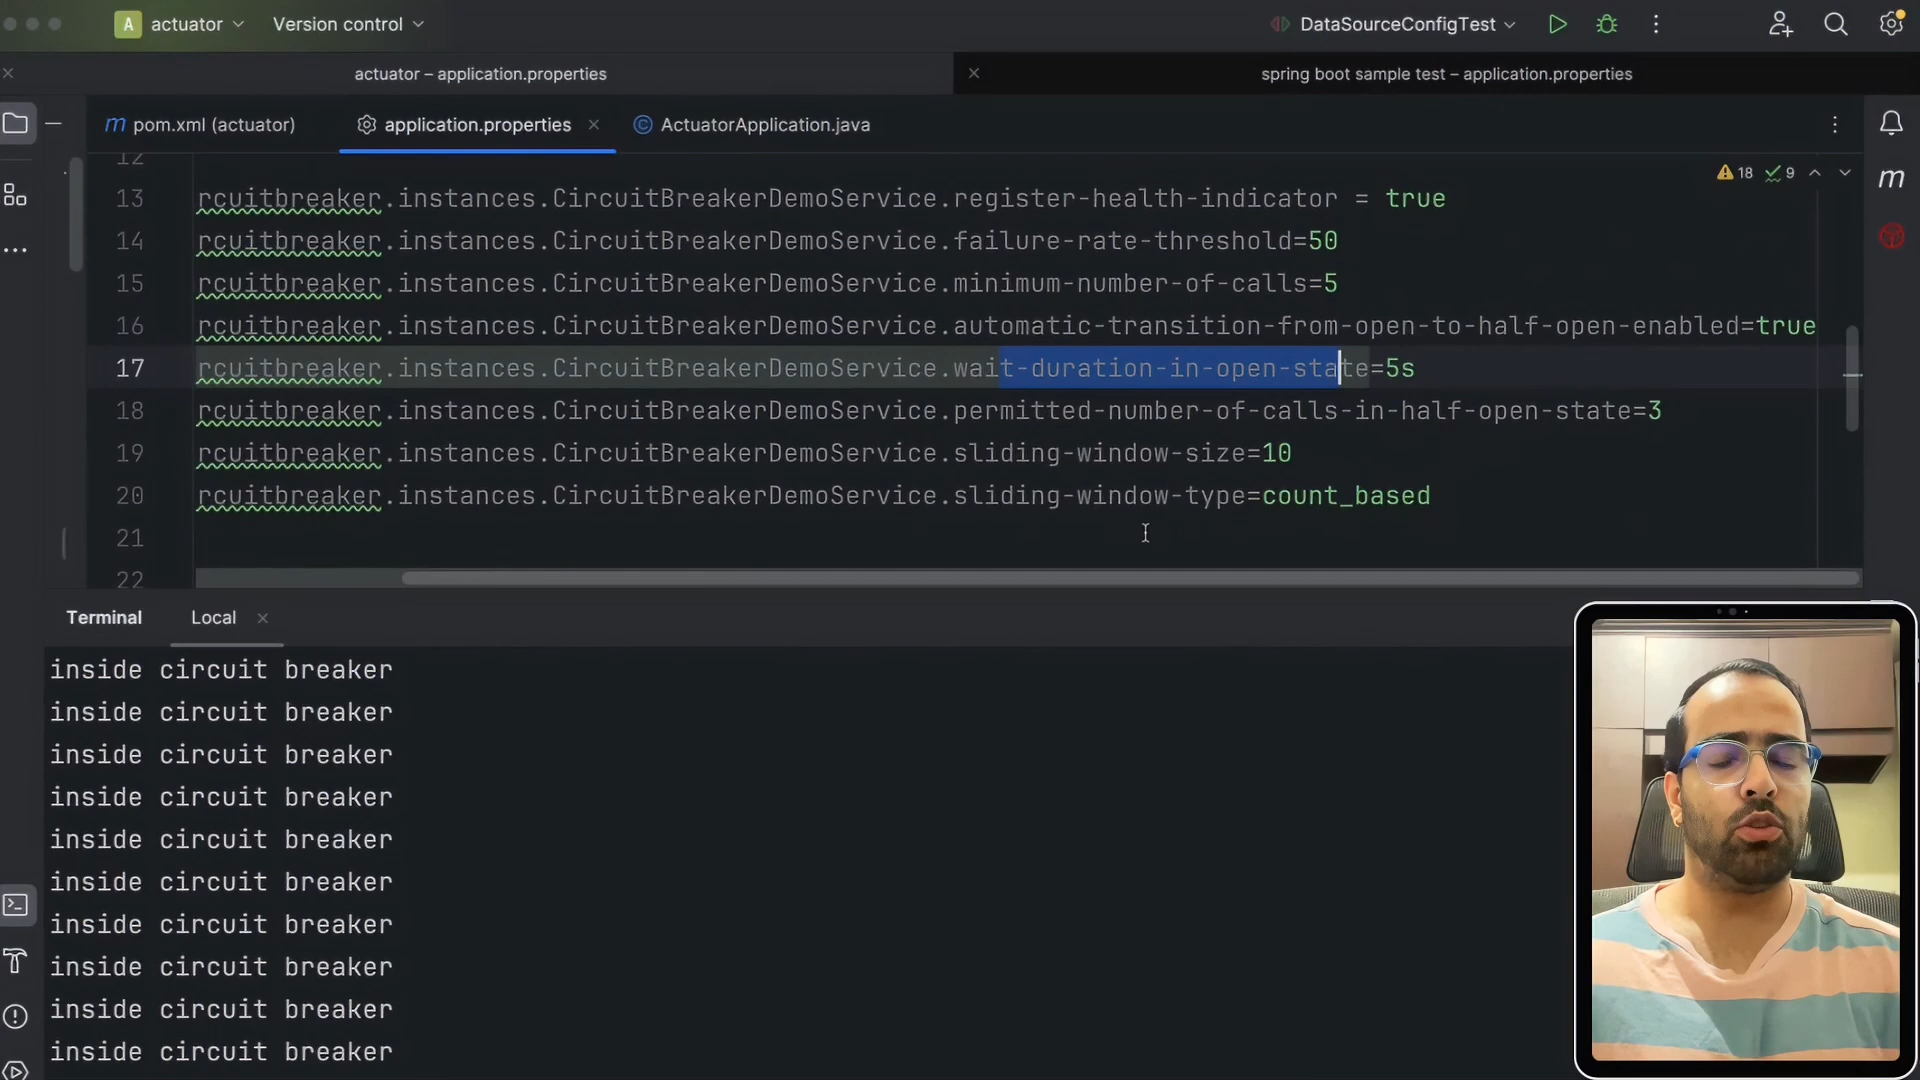 A actuator
Version control
DataSourceConfigTest
actuator – application.properties
spring boot sample test – application.properties
m pom.xml (actuator)
application.properties
C ActuatorApplication.java
18
9
m
12
13 rcuitbreaker.instances.CircuitBreakerDemoService.register-health-indicator = true
14 rcuitbreaker.instances.CircuitBreakerDemoService.failure-rate-threshold=50
15 rcuitbreaker.instances.CircuitBreakerDemoService.minimum-number-of-calls=5
16 rcuitbreaker.instances.CircuitBreakerDemoService.automatic-transition-from-open-to-half-open-enabled=true
17 rcuitbreaker.instances.CircuitBreakerDemoService.wait-duration-in-open-state=5s
18 rcuitbreaker.instances.CircuitBreakerDemoService.permitted-number-of-calls-in-half-open-state=3
19 rcuitbreaker.instances.CircuitBreakerDemoService.sliding-window-size=10
20 rcuitbreaker.instances.CircuitBreakerDemoService.sliding-window-type=count_based
21
22
Terminal
Local
inside circuit breaker
inside circuit breaker
inside circuit breaker
inside circuit breaker
inside circuit breaker
inside circuit breaker
inside circuit breaker
inside circuit breaker
inside circuit breaker
inside circuit breaker